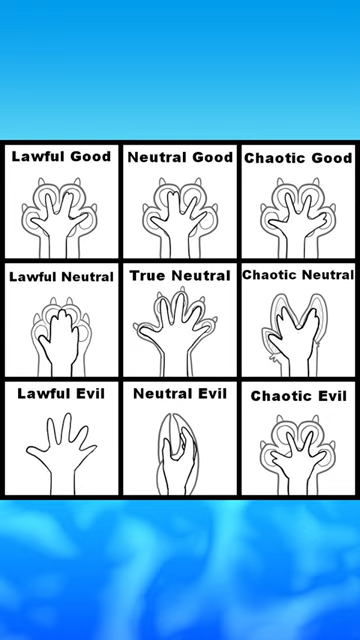 Lawful Good
Neutral Good
Chaotic Good
Lawful Neutral
True Neutral
Chaotic Neutral
Lawful Evil
Neutral Evil
Chaotic Evil